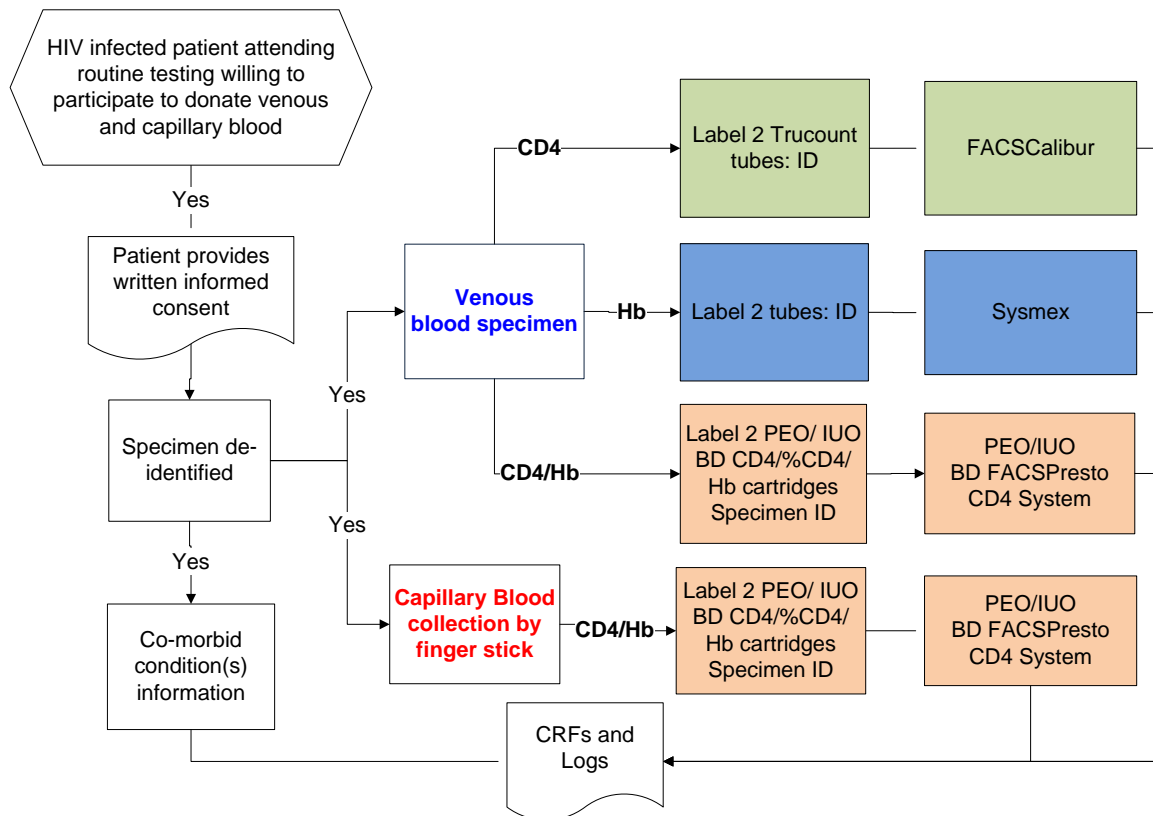 HIV infected patient attending
routine testing willing to
participate to donate venous
and capillary blood
Yes
Patient provides
written informed
consent
Specimen de-
identified
Yes
Co-morbid
condition(s)
information
Yes
Yes
Venous
blood specimen
Capillary Blood
collection by
finger stick
CD4
Hb
CD4/Hb
CD4/Hb
Label 2 Trucount
tubes: ID
FACSCalibur
Label 2 tubes: ID
Sysmex
Label 2 PEO/ IUO
BD CD4/%CD4/
Hb cartridges
Specimen ID
PEO/IUO
BD FACSPresto
CD4 System
Label 2 PEO/ IUO
BD CD4/%CD4/
Hb cartridges
Specimen ID
PEO/IUO
BD FACSPresto
CD4 System
CRFs and
Logs